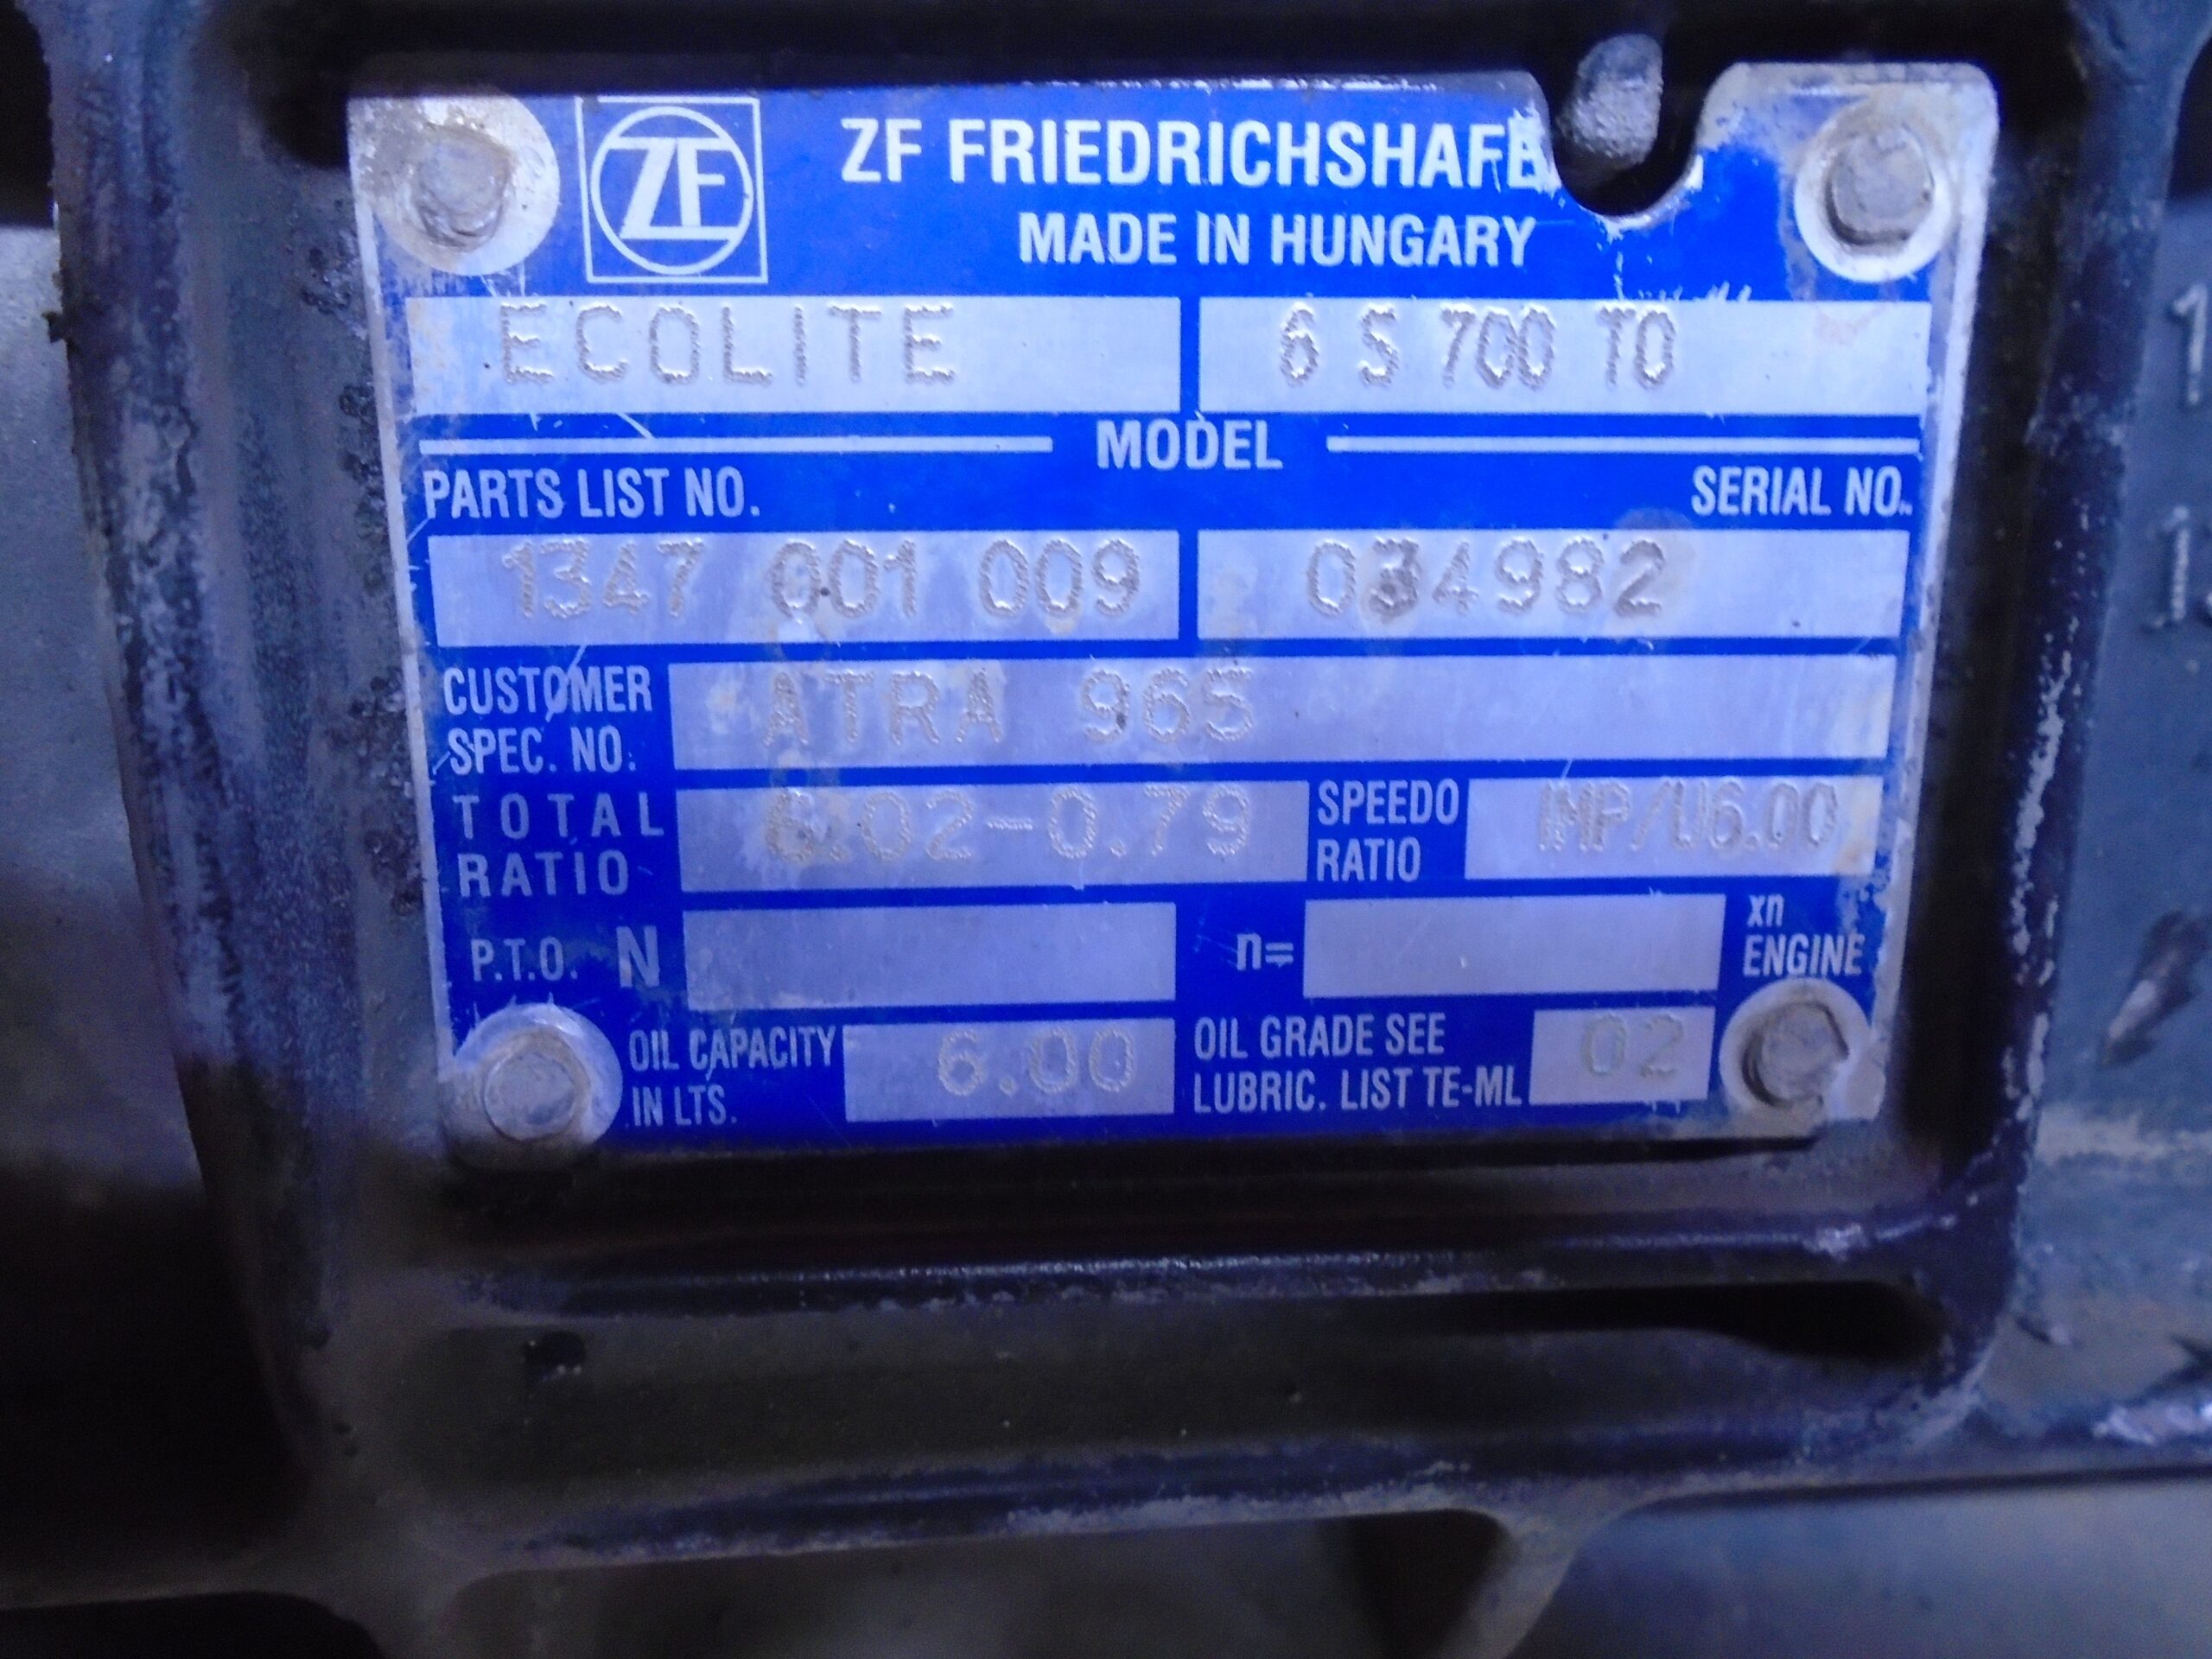 ZF
ZF FRIEDRICHSHAFE
MADE IN HUNGARY
ECOLITE 6 S 700 TO
MODEL
PARTS LIST NO. SERIAL NO.
1347 001 009 034982
CUSTOMER
SPEC. NO. ATRA 965
TOTAL
RATIO 6.02-0.79 SPEEDO
RATIO IMP/U6.00
P.T.O. N n= xn
ENGINE
OIL CAPACITY
IN LTS. 6.00 OIL GRADE SEE
LUBRIC. LIST TE-ML 02